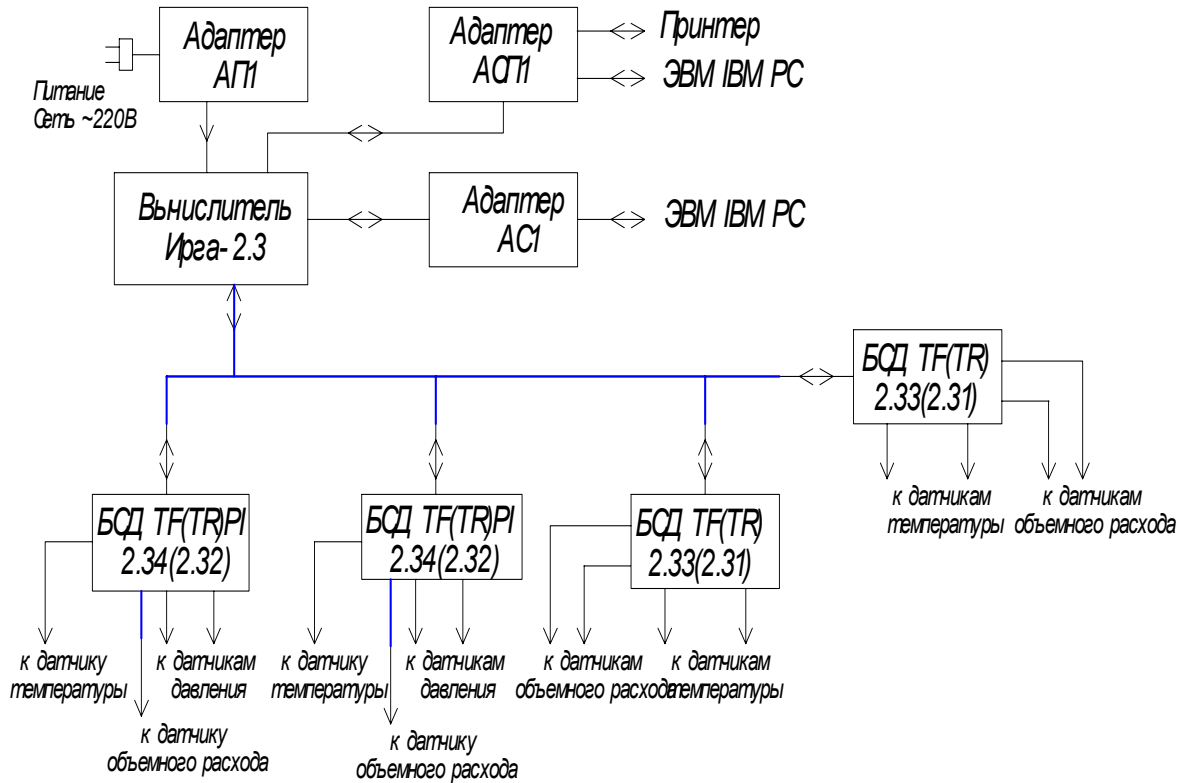 Адаптер
АП1
Питание
Сеть ~220В
Адаптер
АСП1
Принтер
ЭВМ IBM PC
Вычислитель
Ирга- 2.3
Адаптер
АС1
ЭВМ IBM PC
БСД TF(TR)
2.33(2.31)
к датчикам
температуры
к датчикам
объемного расхода
БСД TF(TR)PI
2.34(2.32)
БСД TF(TR)PI
2.34(2.32)
БСД TF(TR)
2.33(2.31)
к датчику
температуры
к датчикам
давления
к датчику
объемного расхода
к датчику
температуры
к датчикам
давления
к датчику
объемного расхода
к датчикам
объемного расхода
к датчикам
температуры